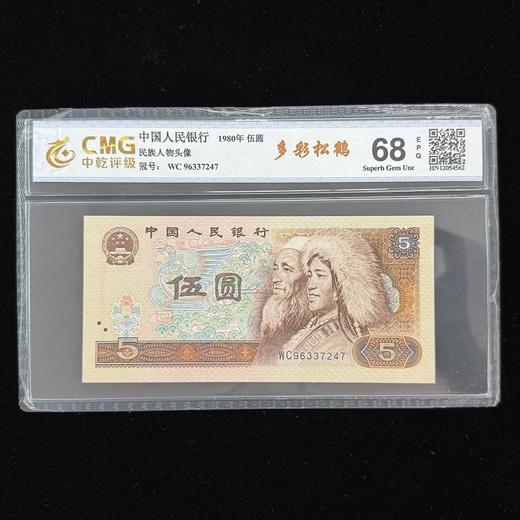 CMG
中乾评级
中国人民银行 1980年 伍圆
民族人物头像
冠号: WC 96337247
多彩松鹤
68
EPQ
Superb Gem Unc
HN12054562
中国人民银行
5
伍圆
WC96337247
5
5